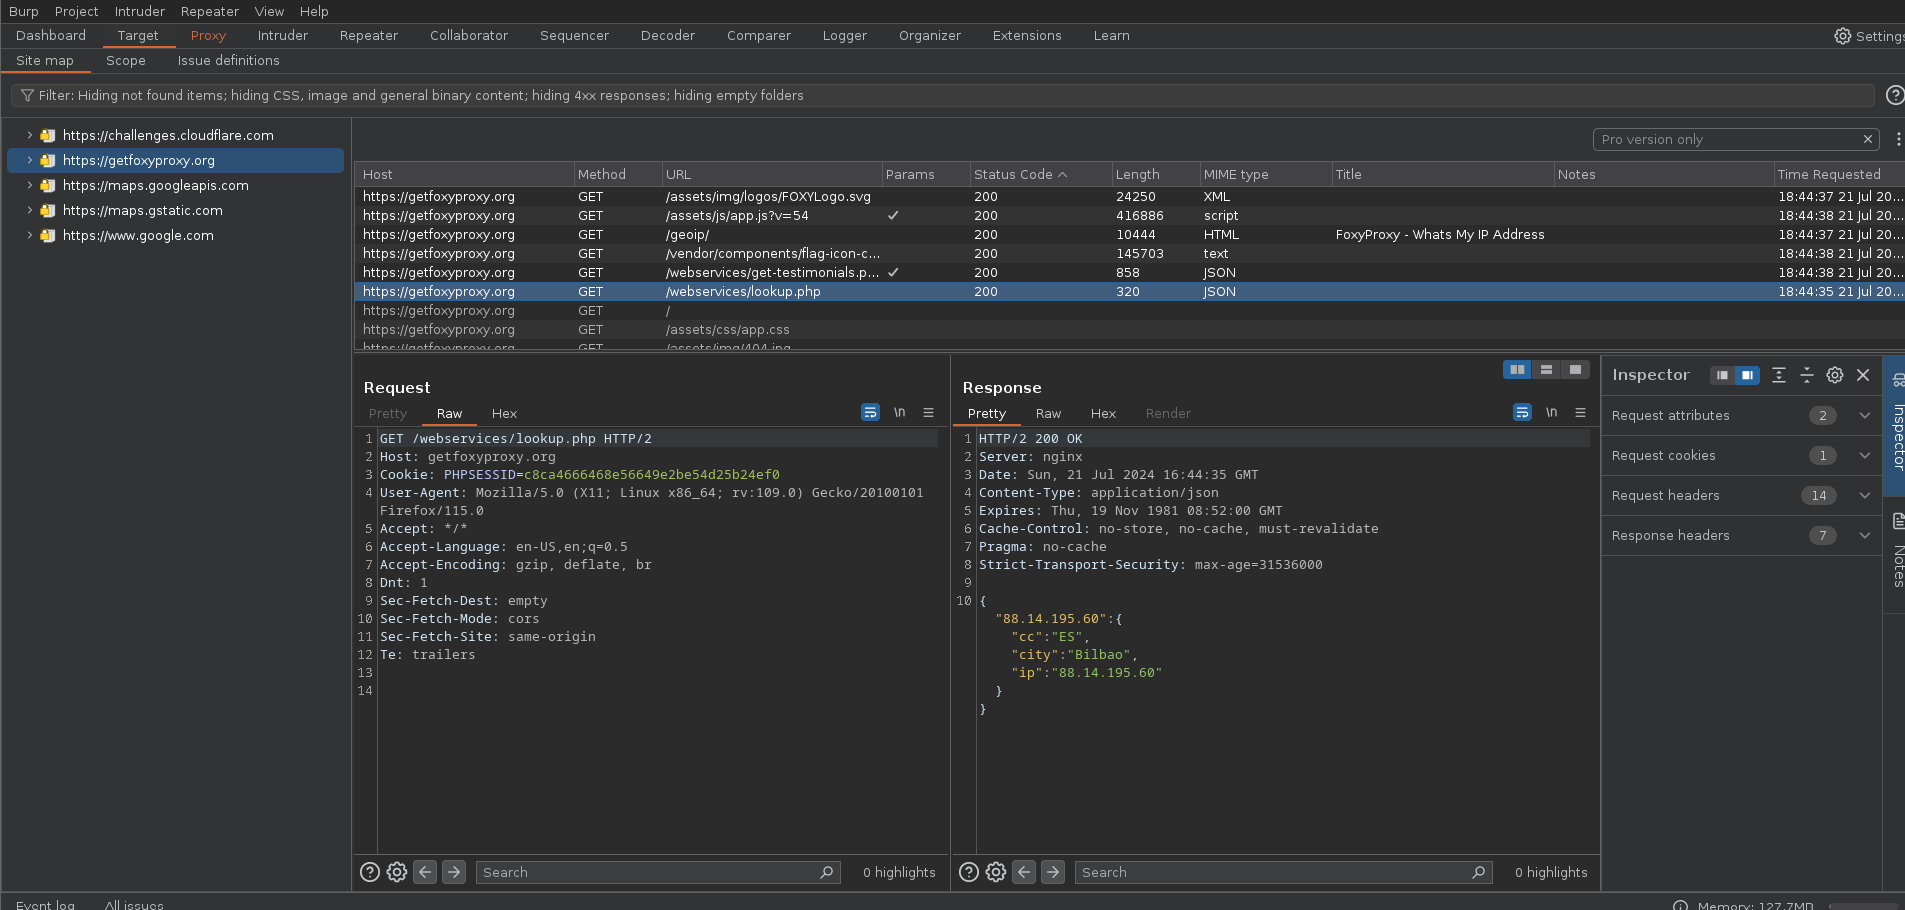 Burp Project Intruder Repeater View Help
Dashboard Target Proxy Intruder Repeater Collaborator Sequencer Decoder Comparer Logger Organizer Extensions Learn Settings
Site map Scope Issue definitions
Filter: Hiding not found items; hiding CSS, image and general binary content; hiding 4xx responses; hiding empty folders
https://challenges.cloudflare.com
https://getfoxyproxy.org
https://maps.googleapis.com
https://maps.gstatic.com
https://www.google.com
Pro version only
Host Method URL Params Status Code Length MIME type Title Notes Time Requested
https://getfoxyproxy.org GET /assets/img/logos/FOXYLogo.svg 200 24250 XML 18:44:37 21 Jul 20...
https://getfoxyproxy.org GET /assets/js/app.js?v=54 ✓ 200 416886 script 18:44:38 21 Jul 20...
https://getfoxyproxy.org GET /geoip/ 200 10444 HTML FoxyProxy - Whats My IP Address 18:44:37 21 Jul 20...
https://getfoxyproxy.org GET /vendor/components/flag-icon-c... 200 145703 text 18:44:38 21 Jul 20...
https://getfoxyproxy.org GET /webservices/get-testimonials.p... ✓ 200 858 JSON 18:44:38 21 Jul 20...
https://getfoxyproxy.org GET /webservices/lookup.php 200 320 JSON 18:44:35 21 Jul 20...
https://getfoxyproxy.org GET /
https://getfoxyproxy.org GET /assets/css/app.css
https://getfoxyproxy.org GET /assets/img/404.jpg
Request
Pretty Raw Hex \n
1 GET /webservices/lookup.php HTTP/2
2 Host: getfoxyproxy.org
3 Cookie: PHPSESSID=c8ca4666468e56649e2be54d25b24ef0
4 User-Agent: Mozilla/5.0 (X11; Linux x86_64; rv:109.0) Gecko/20100101
Firefox/115.0
5 Accept: */*
6 Accept-Language: en-US,en;q=0.5
7 Accept-Encoding: gzip, deflate, br
8 Dnt: 1
9 Sec-Fetch-Dest: empty
10 Sec-Fetch-Mode: cors
11 Sec-Fetch-Site: same-origin
12 Te: trailers
13
14
Search 0 highlights
Response
Pretty Raw Hex Render \n
1 HTTP/2 200 OK
2 Server: nginx
3 Date: Sun, 21 Jul 2024 16:44:35 GMT
4 Content-Type: application/json
5 Expires: Thu, 19 Nov 1981 08:52:00 GMT
6 Cache-Control: no-store, no-cache, must-revalidate
7 Pragma: no-cache
8 Strict-Transport-Security: max-age=31536000
9
10 {
"88.14.195.60":{
"cc":"ES",
"city":"Bilbao",
"ip":"88.14.195.60"
}
}
Search 0 highlights
Inspector
Request attributes 2
Request cookies 1
Request headers 14
Response headers 7
Inspector
Notes
Event log All issues Memory: 127.7MB